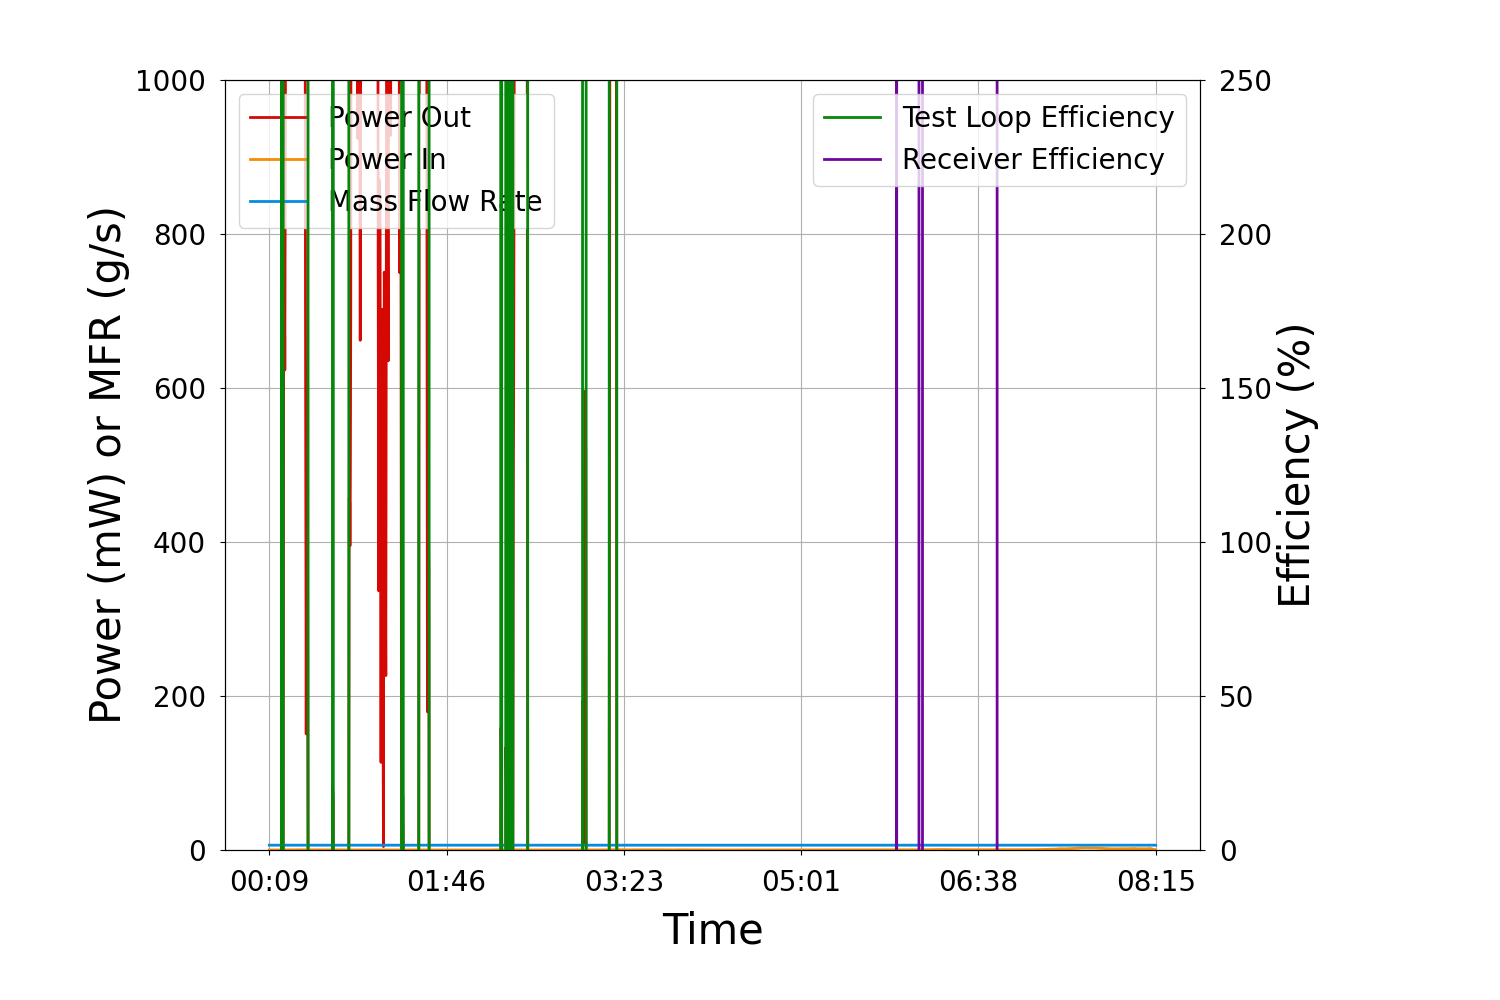 1000
800
600
400
200
0
Power (mW) or MFR (g/s)
Power Out
Power In
Mass Flow Rate
Test Loop Efficiency
Receiver Efficiency
250
200
150
100
50
0
Efficiency (%)
00:09 01:46 03:23 05:01 06:38 08:15
Time